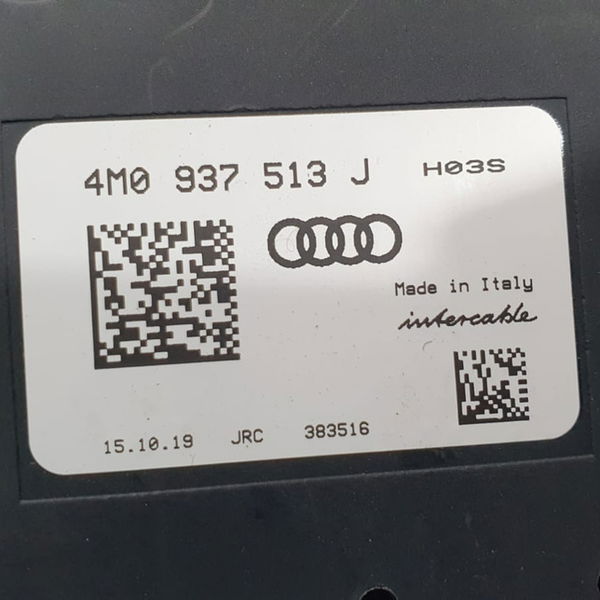 4M0 937 513 J H03S
Made in Italy
intercable
15.10.19 JRC 383516